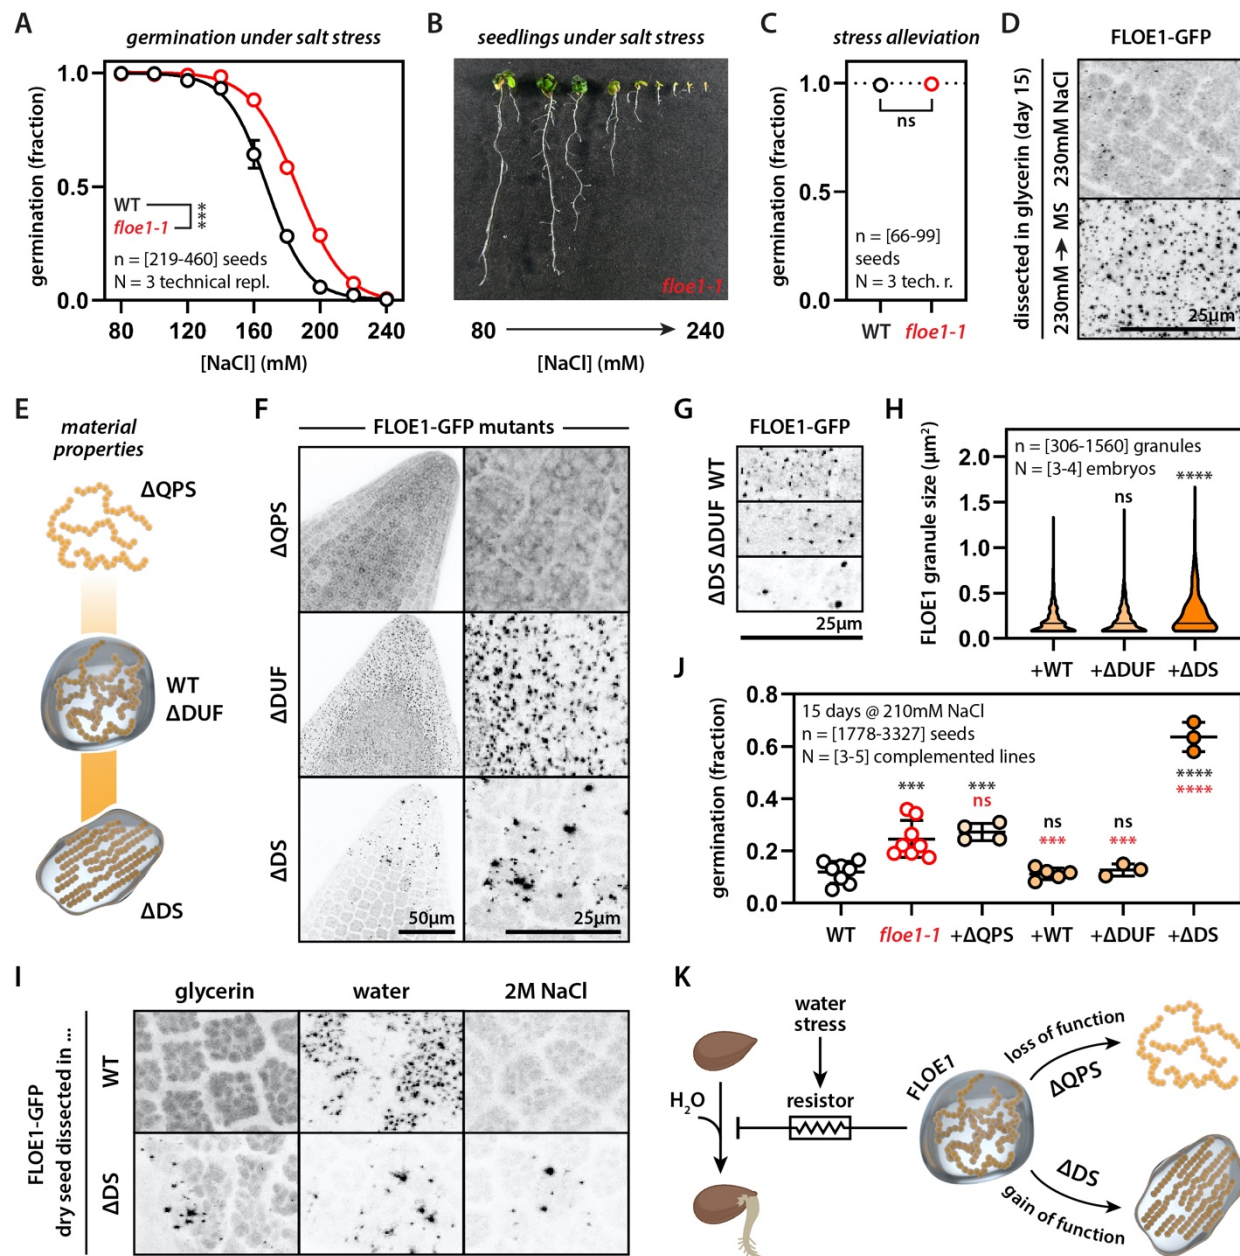 A
germination under salt stress
germination (fraction)
1.0
0.5
0.0
WT
floe1-1
***
n = [219-460] seeds
N = 3 technical repl.
80
120
160
200
240
[NaCl] (mM)
B
seedlings under salt stress
floe1-1
80
240
[NaCl] (mM)
C
stress alleviation
germination (fraction)
1.0
0.5
0.0
ns
n = [66-99]
seeds
N = 3 tech. r.
WT
floe1-1
D
FLOE1-GFP
dissected in glycerin (day 15)
230mM NaCl
230mM → MS
25μm
E
material
properties
ΔQPS
WT
ΔDUF
ΔDS
F
FLOE1-GFP mutants
ΔQPS
ΔDUF
ΔDS
50μm
25μm
G
FLOE1-GFP
WT
ΔDUF
ΔDS
25μm
H
FLOE1 granule size (μm²)
2.0
1.5
1.0
0.5
0.0
n = [306-1560] granules
N = [3-4] embryos
ns
****
+WT
+ΔDUF
+ΔDS
J
germination (fraction)
0.8
0.6
0.4
0.2
0.0
15 days @ 210mM NaCl
n = [1778-3327] seeds
N = [3-5] complemented lines
***
***
ns
ns
***
ns
***
****
****
WT
floe1-1
+ΔQPS
+WT
+ΔDUF
+ΔDS
I
glycerin
water
2M NaCl
FLOE1-GFP
dry seed dissected in ...
WT
ΔDS
K
water
stress
resistor
H₂O
FLOE1
loss of function
ΔQPS
ΔDS
gain of function